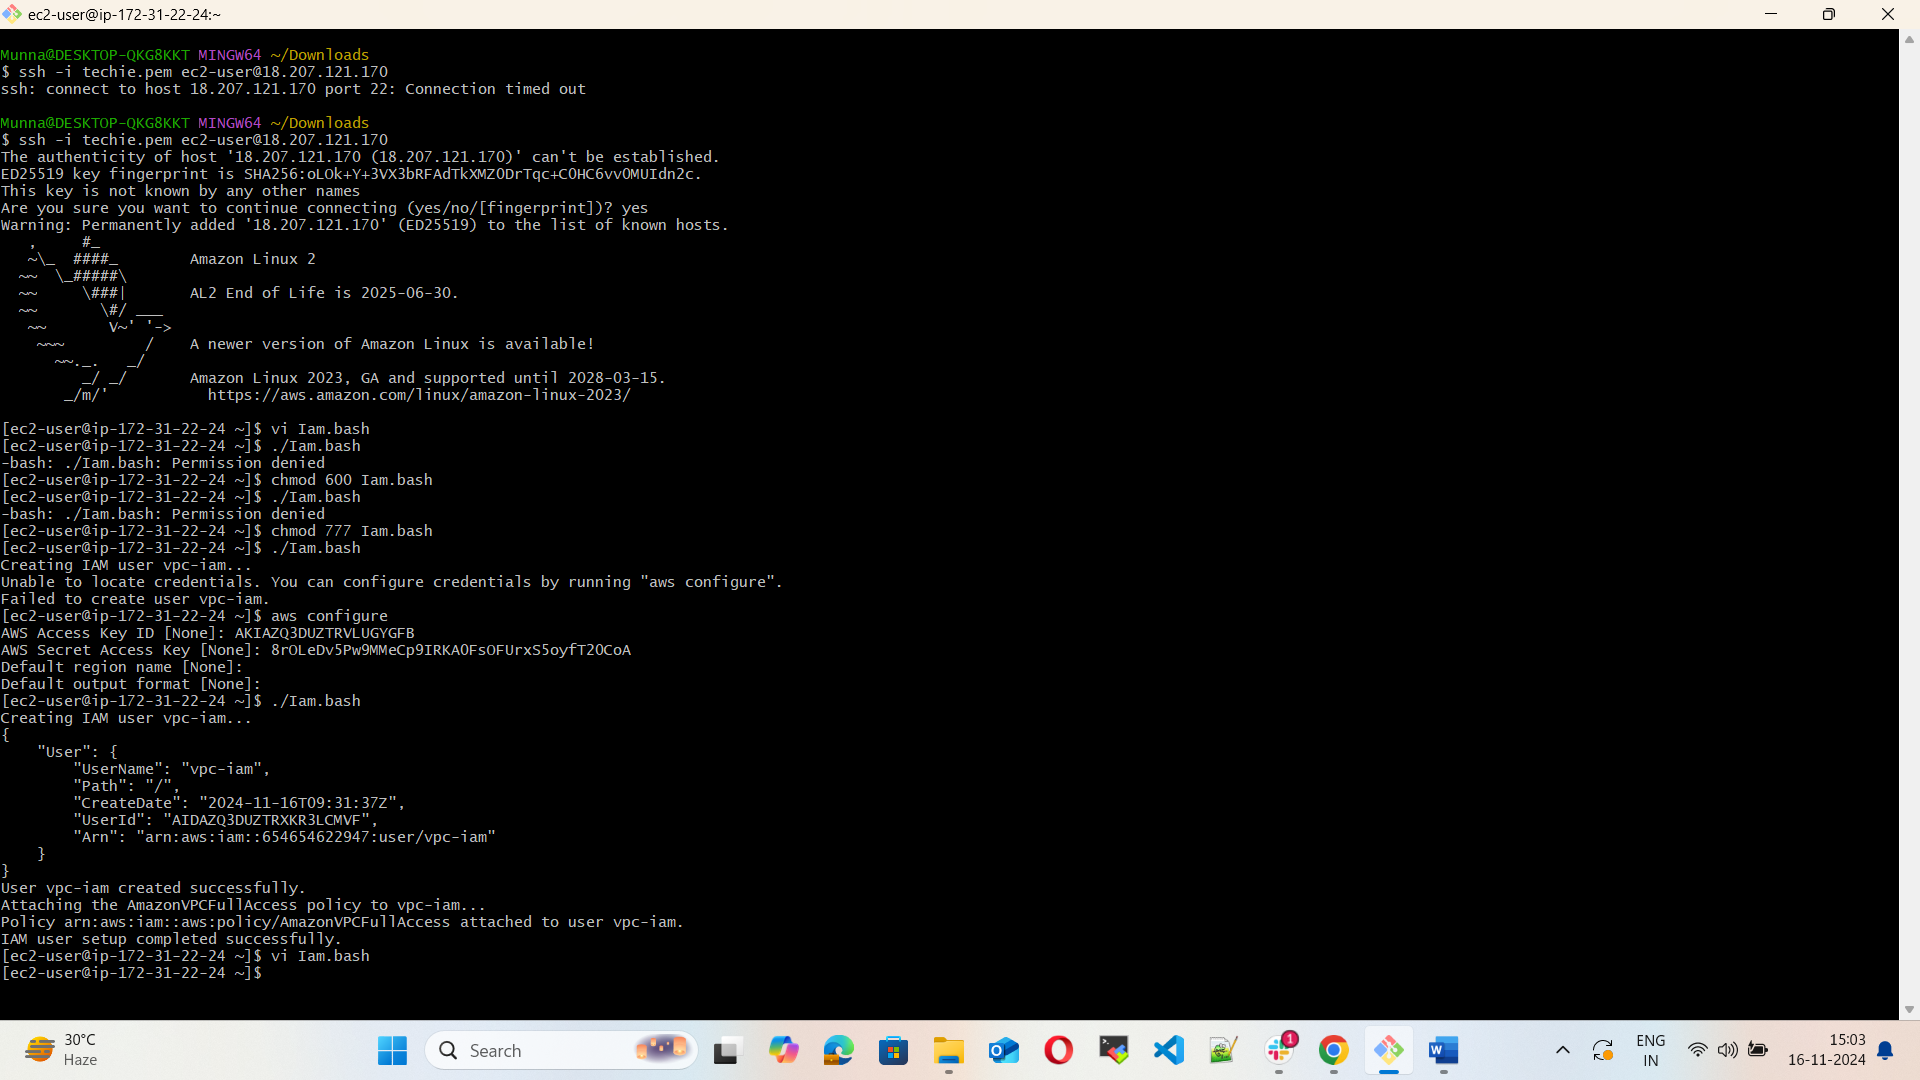 ec2-user@ip-172-31-22-24:~
Munna@DESKTOP-QKG8KKT MINGW64 ~/Downloads
$ ssh -i techie.pem ec2-user@18.207.121.170
ssh: connect to host 18.207.121.170 port 22: Connection timed out
Munna@DESKTOP-QKG8KKT MINGW64 ~/Downloads
$ ssh -i techie.pem ec2-user@18.207.121.170
The authenticity of host '18.207.121.170 (18.207.121.170)' can't be established.
ED25519 key fingerprint is
This key is not known by any other names
Are you sure you want to continue connecting (yes/no/[fingerprint])? yes
Warning: Permanently added '18.207.121.170' (ED25519) to the list of known hosts.
   ,     #_
   ~\_  ####_        Amazon Linux 2
  ~~  \_#####\
  ~~     \###|       AL2 End of Life is 2025-06-30.
  ~~       \#/ ___
   ~~       V~' '->
    ~~~         /    A newer version of Amazon Linux is available!
      ~~._.   _/
         _/ _/       Amazon Linux 2023, GA and supported until 2028-03-15.
       _/m/'           https://aws.amazon.com/linux/amazon-linux-2023/
[ec2-user@ip-172-31-22-24 ~]$ vi Iam.bash
[ec2-user@ip-172-31-22-24 ~]$ ./Iam.bash
-bash: ./Iam.bash: Permission denied
[ec2-user@ip-172-31-22-24 ~]$ chmod 600 Iam.bash
[ec2-user@ip-172-31-22-24 ~]$ ./Iam.bash
-bash: ./Iam.bash: Permission denied
[ec2-user@ip-172-31-22-24 ~]$ chmod 777 Iam.bash
[ec2-user@ip-172-31-22-24 ~]$ ./Iam.bash
Creating IAM user vpc-iam...
Unable to locate credentials. You can configure credentials by running "aws configure".
Failed to create user vpc-iam.
[ec2-user@ip-172-31-22-24 ~]$ aws configure
AWS Access Key ID [None]: AKIAZQ3DUZTRVLUGYGFB
AWS Secret Access Key [None]:
Default region name [None]:
Default output format [None]:
[ec2-user@ip-172-31-22-24 ~]$ ./Iam.bash
Creating IAM user vpc-iam...
{
    "User": {
        "UserName": "vpc-iam",
        "Path": "/",
        "CreateDate": "2024-11-16T09:31:37Z",
        "UserId": "AIDAZQ3DUZTRXKR3LCMVF",
        "Arn": "arn:aws:iam::654654622947:user/vpc-iam"
    }
}
User vpc-iam created successfully.
Attaching the AmazonVPCFullAccess policy to vpc-iam...
Policy arn:aws:iam::aws:policy/AmazonVPCFullAccess attached to user vpc-iam.
IAM user setup completed successfully.
[ec2-user@ip-172-31-22-24 ~]$ vi Iam.bash
[ec2-user@ip-172-31-22-24 ~]$
30°C
Haze
Search
1
ENG
IN
15:03
16-11-2024